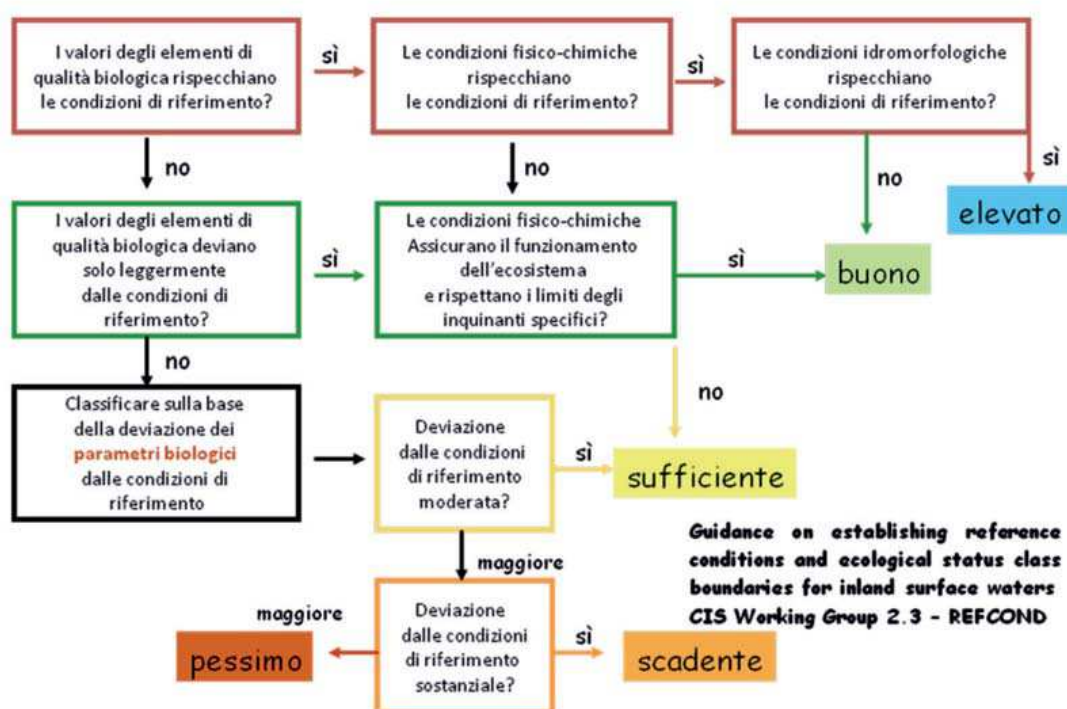 I valori degli elementi di
qualità biologica rispecchiano
le condizioni di riferimento?
sì
Le condizioni fisico-chimiche
rispecchiano
le condizioni di riferimento?
sì
Le condizioni idromorfologiche
rispecchiano
le condizioni di riferimento?
no
no
no
sì
elevato
I valori degli elementi di
qualità biologica deviano
solo leggermente
dalle condizioni di
riferimento?
sì
Le condizioni fisico-chimiche
Assicurano il funzionamento
dell'ecosistema
e rispettano i limiti degli
inquinanti specifici?
sì
buono
no
no
Classificare sulla base
della deviazione dei
parametri biologici
dalle condizioni di
riferimento
Deviazione
dalle condizioni
di riferimento
moderata?
sì
sufficiente
maggiore
Guidance on establishing reference
conditions and ecological status class
boundaries for inland surface waters
CIS Working Group 2.3 - REFCOND
maggiore
pessimo
Deviazione
dalle condizioni
di riferimento
sostanziale?
sì
scadente